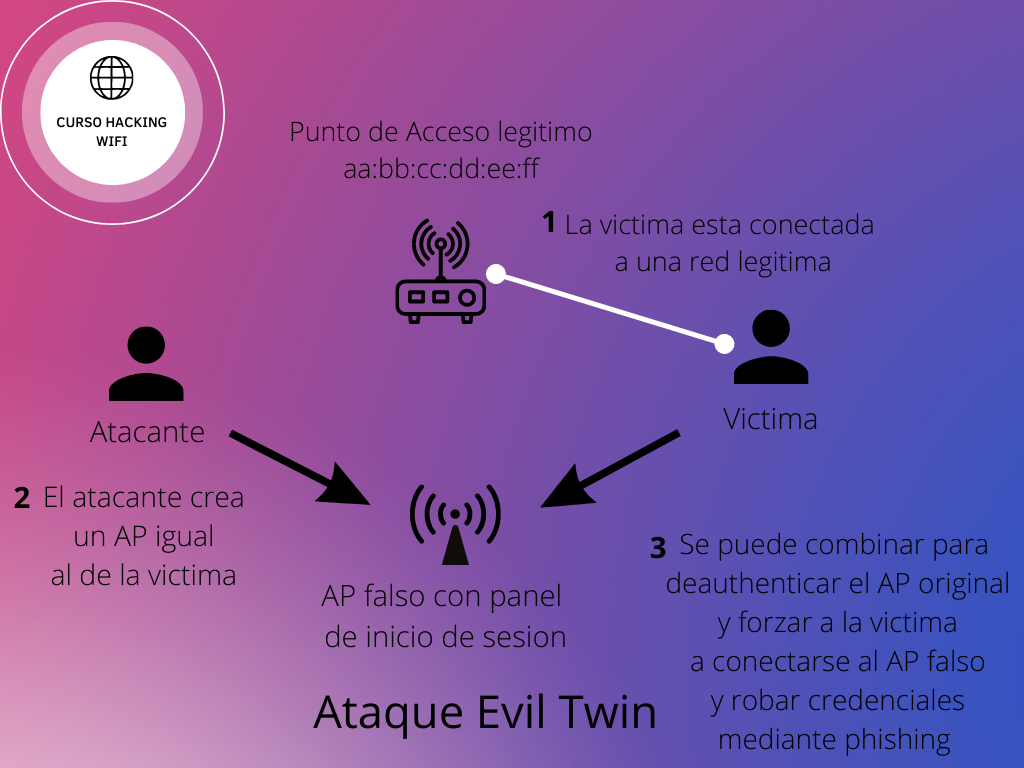 CURSO HACKING
WIFI
Punto de Acceso legitimo
aa:bb:cc:dd:ee:ff
1 La victima esta conectada
a una red legitima
Atacante
Victima
2 El atacante crea
un AP igual
al de la victima
AP falso con panel
de inicio de sesion
3 Se puede combinar para
deauthenticar el AP original
y forzar a la victima
a conectarse al AP falso
y robar credenciales
mediante phishing
Ataque Evil Twin